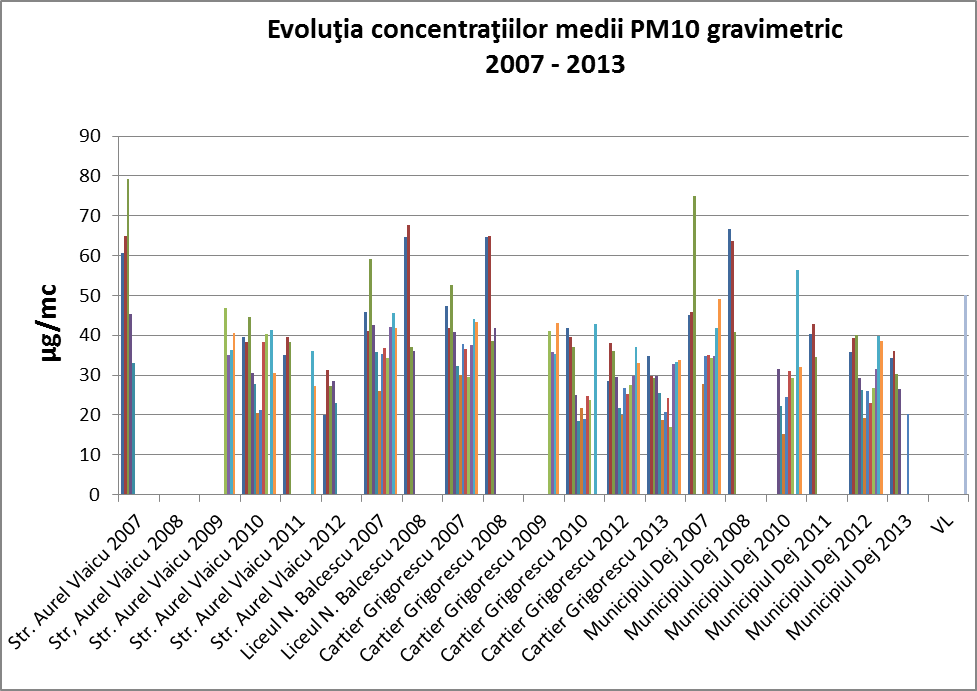 Evoluţia concentraţiilor medii PM10 gravimetric
2007 - 2013
µg/mc
90
80
70
60
50
40
30
20
10
0
Str. Aurel Vlaicu 2007
Str, Aurel Vlaicu 2008
Str. Aurel Vlaicu 2009
Str. Aurel Vlaicu 2010
Str. Aurel Vlaicu 2011
Str. Aurel Vlaicu 2012
Liceul N. Balcescu 2007
Liceul N. Balcescu 2008
Cartier Grigorescu 2007
Cartier Grigorescu 2008
Cartier Grigorescu 2009
Cartier Grigorescu 2010
Cartier Grigorescu 2012
Cartier Grigorescu 2013
Municipiul Dej 2007
Municipiul Dej 2008
Municipiul Dej 2010
Municipiul Dej 2011
Municipiul Dej 2012
Municipiul Dej 2013
VL